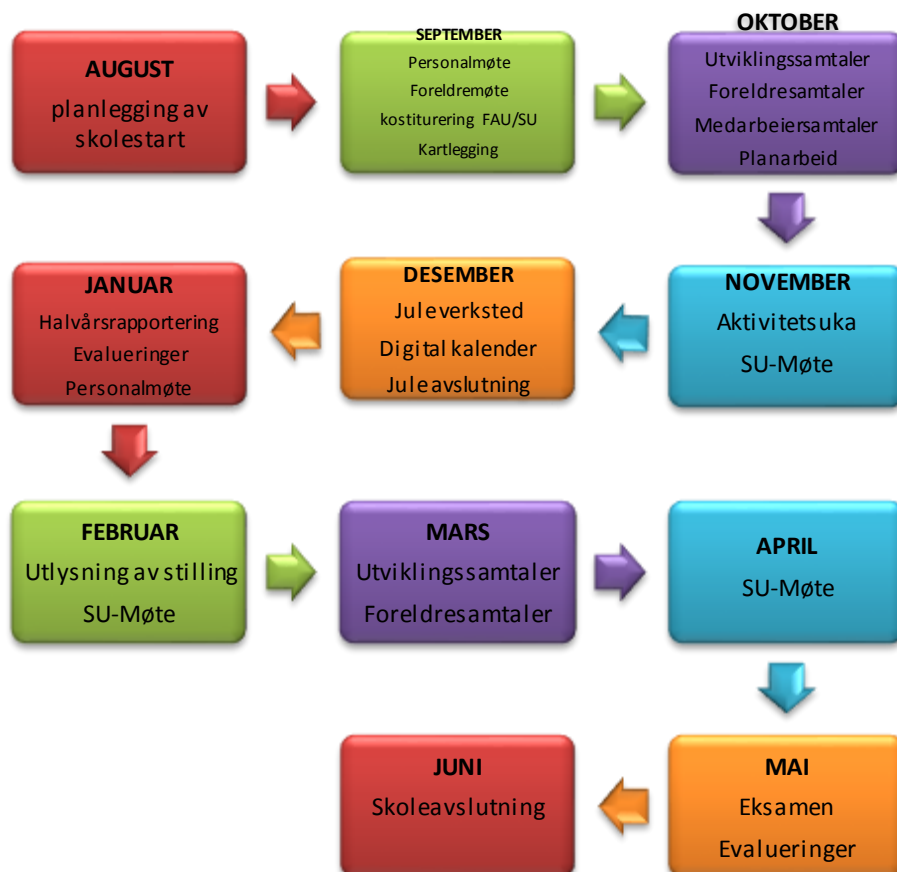 AUGUST
planlegging av
skolestart
SEPTEMBER
Personalmøte
Foreldremøte
kostiturering FAU/SU
Kartlegging
OKTOBER
Utviklingssamtaler
Foreldresamtaler
Medarbeiersamtaler
Planarbeid
NOVEMBER
Aktivitetsuka
SU-Møte
DESEMBER
Juleverksted
Digital kalender
Juleavslutning
JANUAR
Halvårsrapportering
Evalueringer
Personalmøte
FEBRUAR
Utlysning av stilling
SU-Møte
MARS
Utviklingssamtaler
Foreldresamtaler
APRIL
SU-Møte
MAI
Eksamen
Evalueringer
JUNI
Skoleavslutning